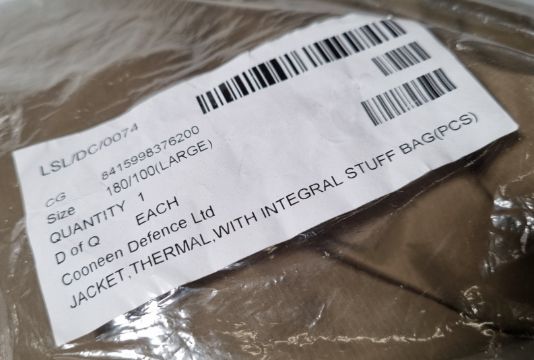 LSL/DC/0074
CG 8415998376200
Size 180/100(LARGE)
QUANTITY 1
D of Q EACH
Cooneen Defence Ltd
JACKET,THERMAL,WITH INTEGRAL STUFF BAG(PCS)